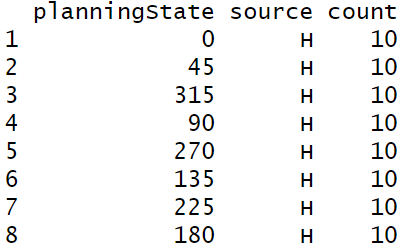 planningState source count
1 0 H 10
2 45 H 10
3 315 H 10
4 90 H 10
5 270 H 10
6 135 H 10
7 225 H 10
8 180 H 10